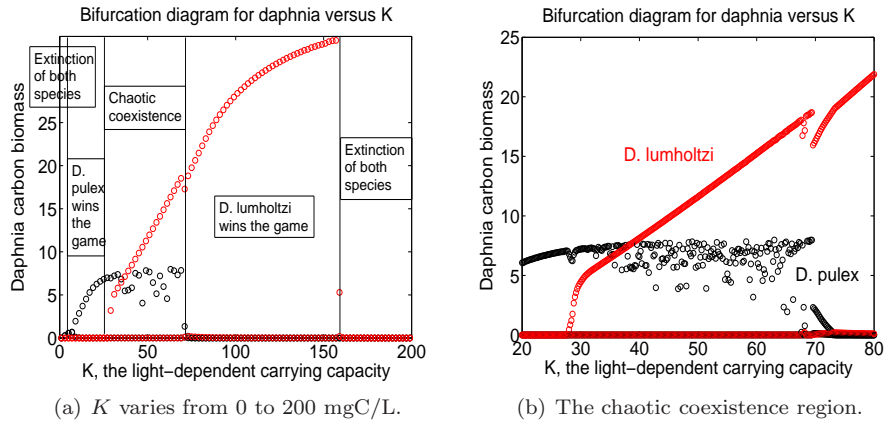 Bifurcation diagram for daphnia versus K
Extinction
of both
species
Chaotic
coexistence
D.
pulex
wins
the
game
D. lumholtzi
wins the game
Extinction
of both
species
Daphnia carbon biomass
25
20
15
10
5
0
0 50 100 150 200
K, the light-dependent carrying capacity
(a) K varies from 0 to 200 mgC/L.
Bifurcation diagram for daphnia versus K
D. lumholtzi
D. pulex
Daphnia carbon biomass
25
20
15
10
5
0
20 30 40 50 60 70 80
K, the light-dependent carrying capacity
(b) The chaotic coexistence region.